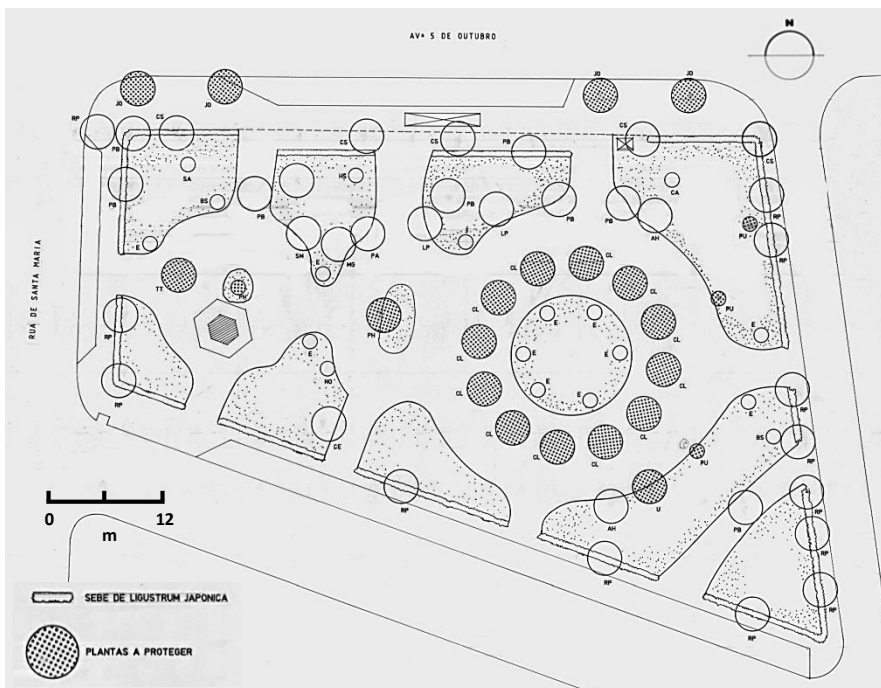 AVª 5 DE OUTUBRO
N
JO
JO
JO
JO
RP
PB
CS
CS
CS
PB
CS
CS
SA
HS
CA
PB
BS
PB
PB
LP
LP
PB
PB
AH
RP
PU
RP
E
SM
MG
E
PA
E
TT
PH
PH
PU
E
CL
CL
CL
CL
CL
CL
CL
CL
CL
CL
CL
CL
E
E
E
E
E
E
RUA DE SANTA MARIA
RP
RP
E
CE
RP
E
BS
RP
RP
PU
U
AH
PB
RP
RP
RP
RP
RP
0 12
m
SEBE DE LIGUSTRUM JAPONICA
PLANTAS A PROTEGER